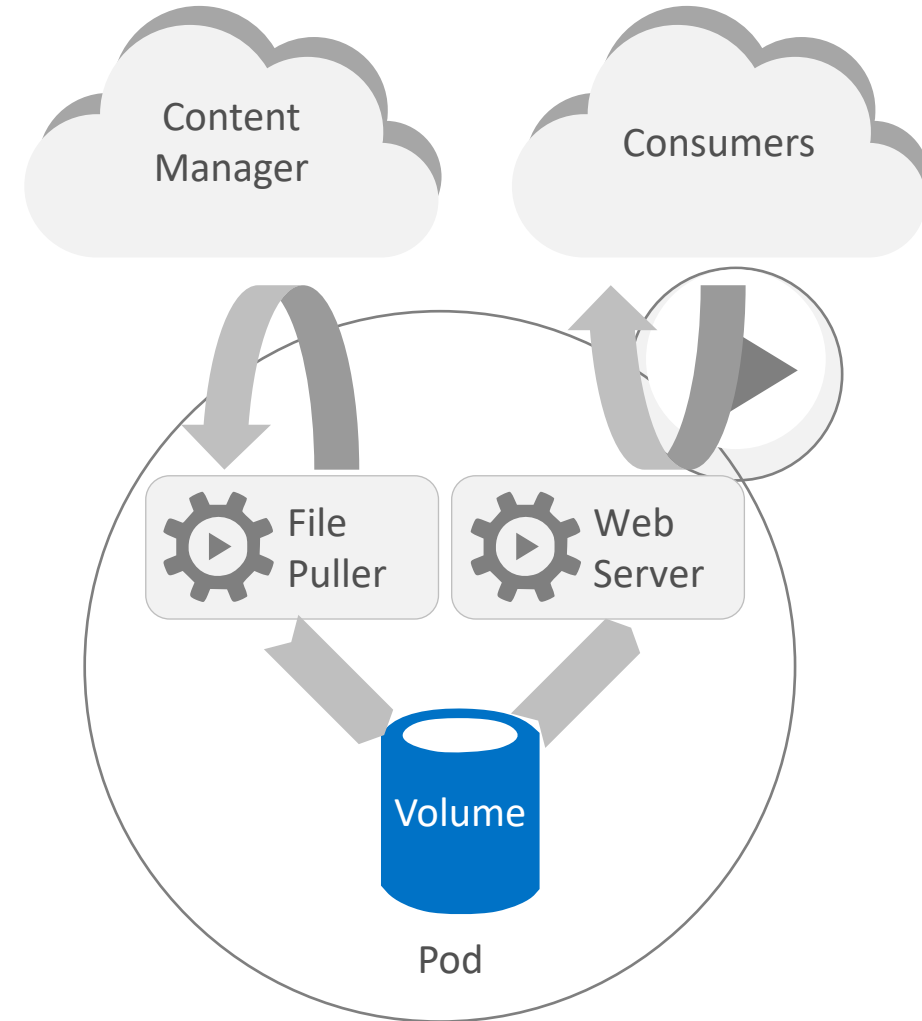 Content
Manager
Consumers
File
Puller
Web
Server
Volume
Pod